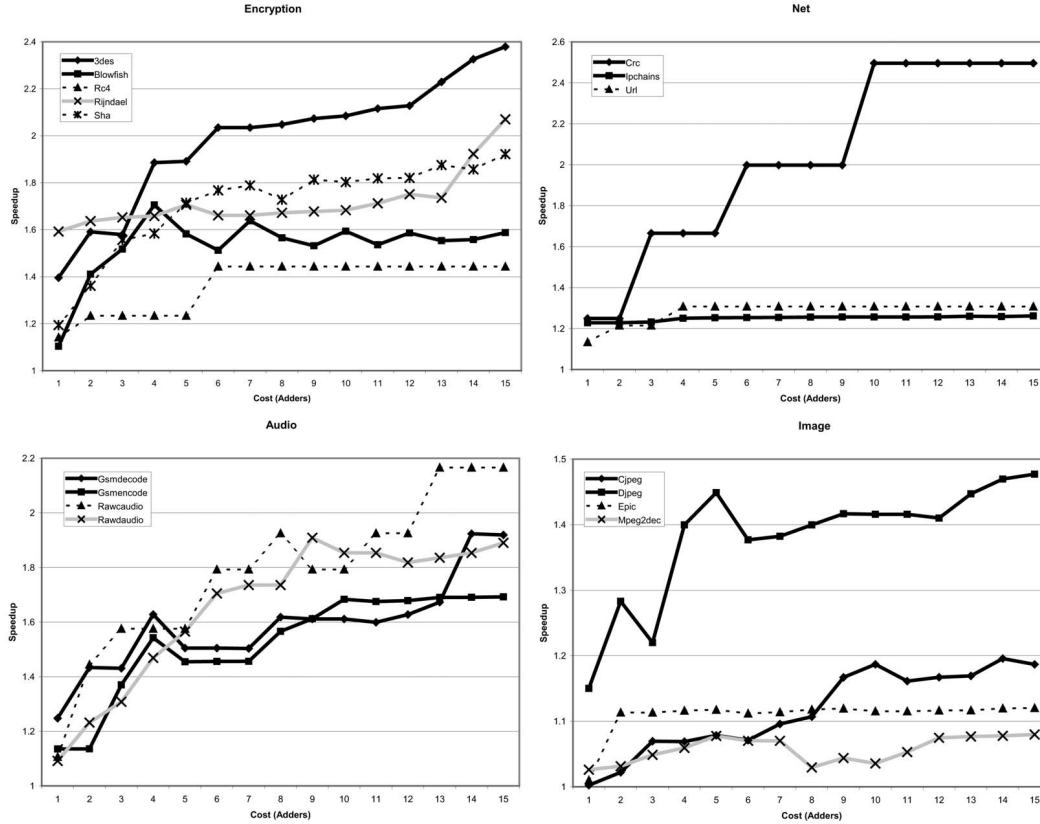 Encryption
2.4
2.2
2
1.8
1.6
1.4
1.2
1
Speedup
3des
Blowfish
Rc4
Rijndael
Sha
1 2 3 4 5 6 7 8 9 10 11 12 13 14 15
Cost (Adders)
Net
2.6
2.4
2.2
2
1.8
1.6
1.4
1.2
1
Speedup
Crc
Ipchains
Url
1 2 3 4 5 6 7 8 9 10 11 12 13 14 15
Cost (Adders)
Audio
2.2
2
1.8
1.6
1.4
1.2
1
Speedup
Gsmdecode
Gsmencode
Rawcaudio
Rawdaudio
1 2 3 4 5 6 7 8 9 10 11 12 13 14 15
Cost (Adders)
Image
1.5
1.4
1.3
1.2
1.1
1
Speedup
Cjpeg
Djpeg
Epic
Mpeg2dec
1 2 3 4 5 6 7 8 9 10 11 12 13 14 15
Cost (Adders)